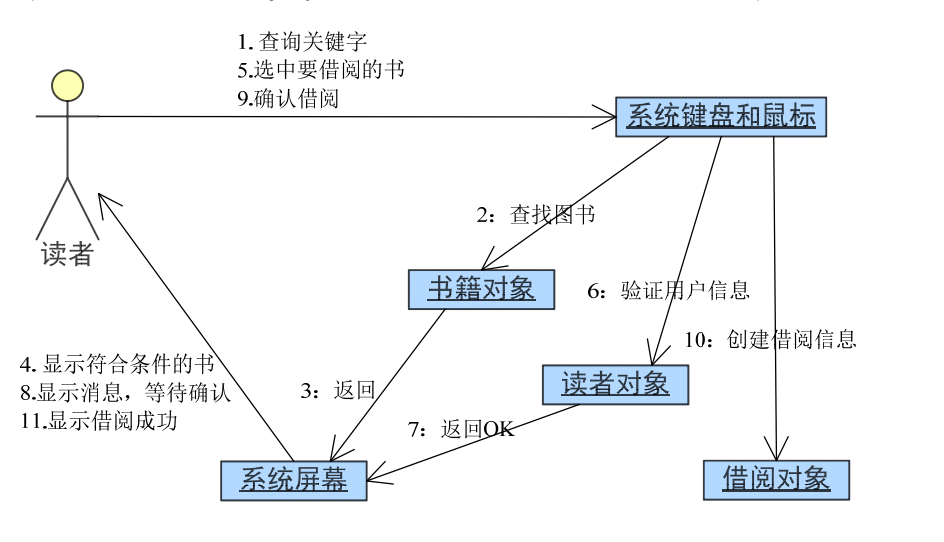 1. 查询关键字
5.选中要借阅的书
9.确认借阅
系统键盘和鼠标
2：查找图书
读者
书籍对象
6：验证用户信息
10：创建借阅信息
4. 显示符合条件的书
8.显示消息，等待确认
11.显示借阅成功
3：返回
读者对象
7：返回OK
系统屏幕
借阅对象